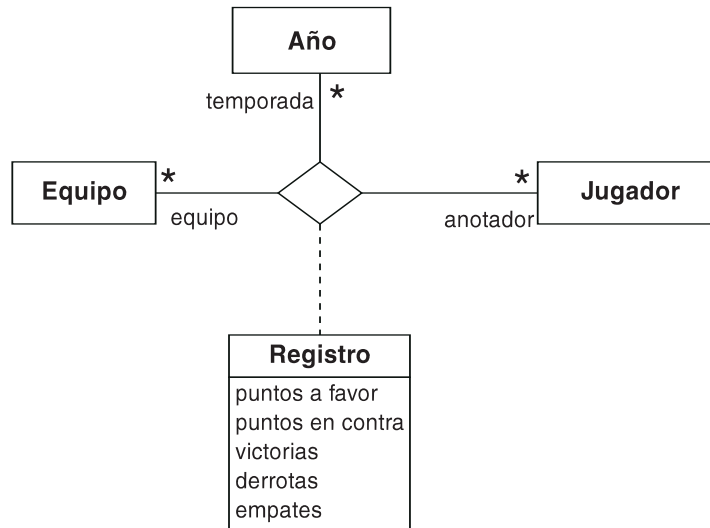 Año
temporada *
Equipo
*
equipo
*
Jugador
anotador
Registro
puntos a favor
puntos en contra
victorias
derrotas
empates